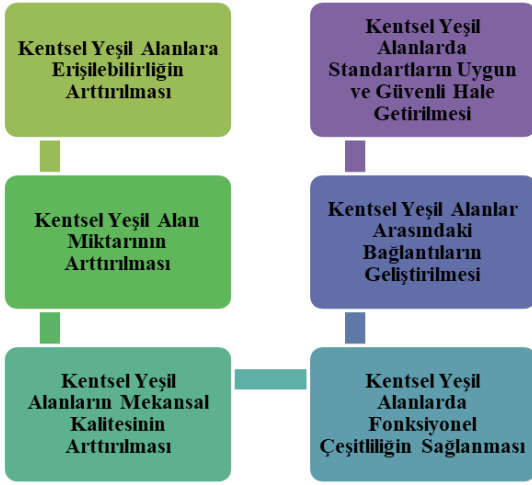 Kentsel Yeşil Alanlara
Erişilebilirliğin
Arttırılması
Kentsel Yeşil Alan
Miktarının
Arttırılması
Kentsel Yeşil
Alanların Mekansal
Kalitesinin
Arttırılması
Kentsel Yeşil
Alanlarda
Fonksiyonel
Çeşitliliğin Sağlanması
Kentsel Yeşil Alanlar
Arasındaki
Bağlantıların
Geliştirilmesi
Kentsel Yeşil
Alanlarda
Standartların Uygun
ve Güvenli Hale
Getirilmesi